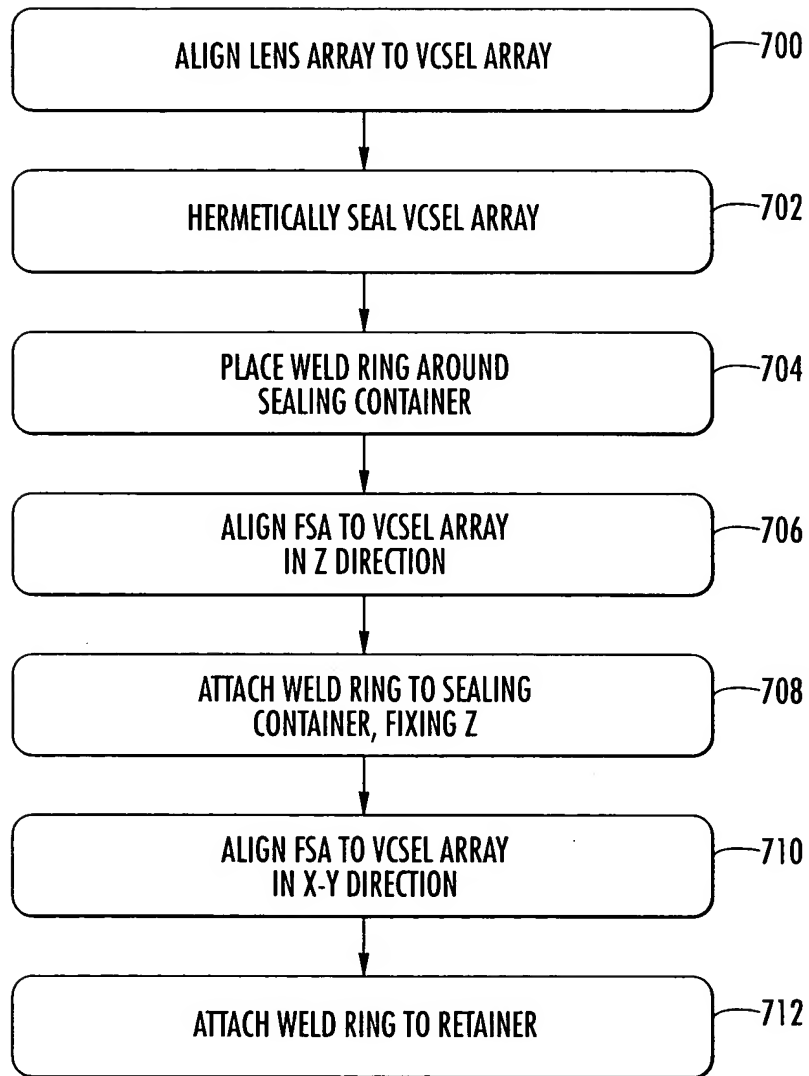 ALIGN LENS ARRAY TO VCSEL ARRAY
700
HERMETICALLY SEAL VCSEL ARRAY
702
PLACE WELD RING AROUND
SEALING CONTAINER
704
ALIGN FSA TO VCSEL ARRAY
IN Z DIRECTION
706
ATTACH WELD RING TO SEALING
CONTAINER, FIXING Z
708
ALIGN FSA TO VCSEL ARRAY
IN X-Y DIRECTION
710
ATTACH WELD RING TO RETAINER
712